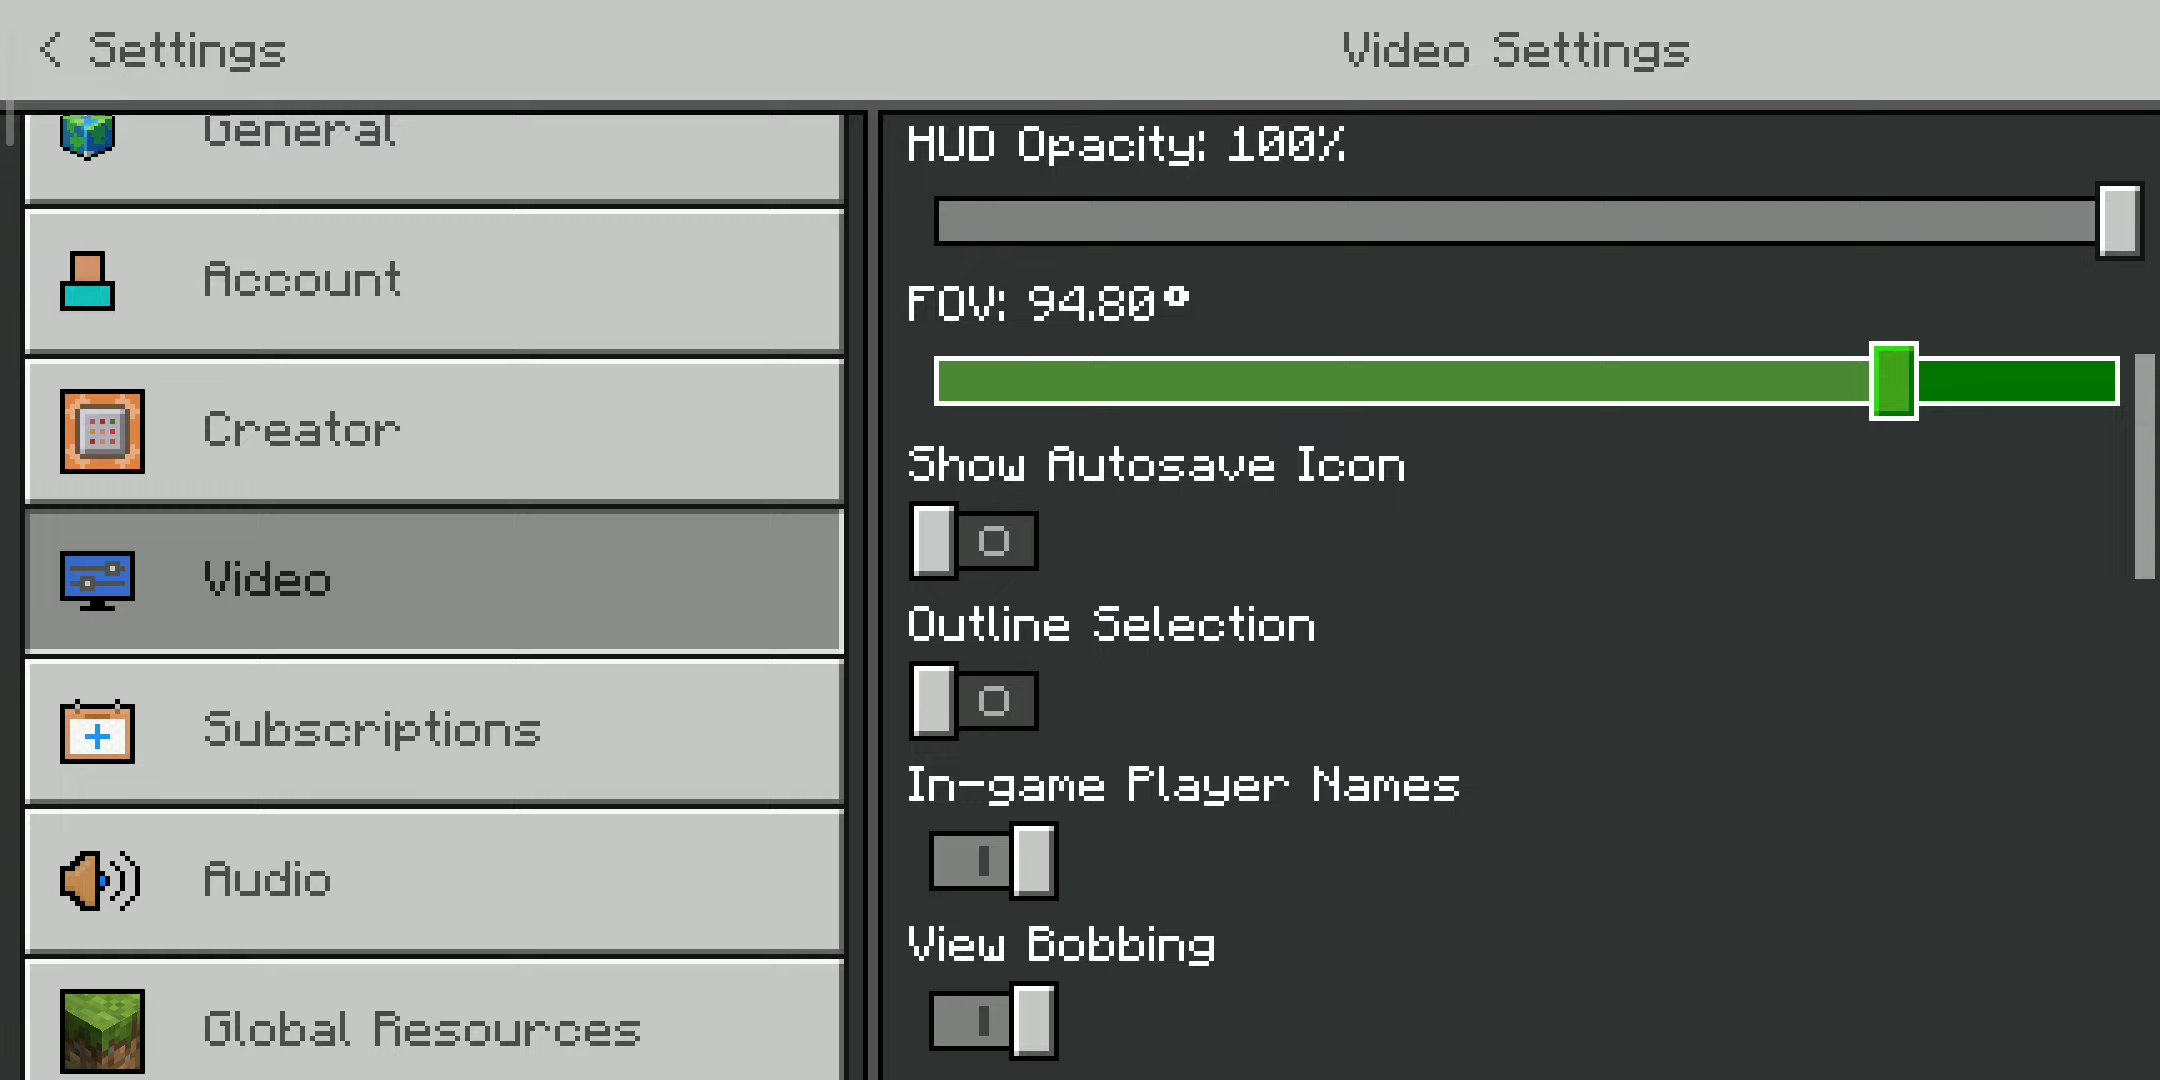 Settings
Video Settings
General
Account
Creator
Video
Subscriptions
Audio
Global Resources
HUD Opacity: 100%
FOV: 94.80°
Show Autosave Icon
Outline Selection
In-game Player Names
View Bobbing